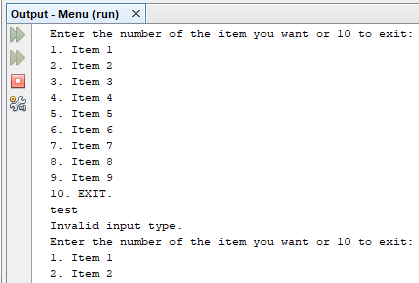 Output - Menu (run) ×
Enter the number of the item you want or 10 to exit:
1. Item 1
2. Item 2
3. Item 3
4. Item 4
5. Item 5
6. Item 6
7. Item 7
8. Item 8
9. Item 9
10. EXIT.
test
Invalid input type.
Enter the number of the item you want or 10 to exit:
1. Item 1
2. Item 2